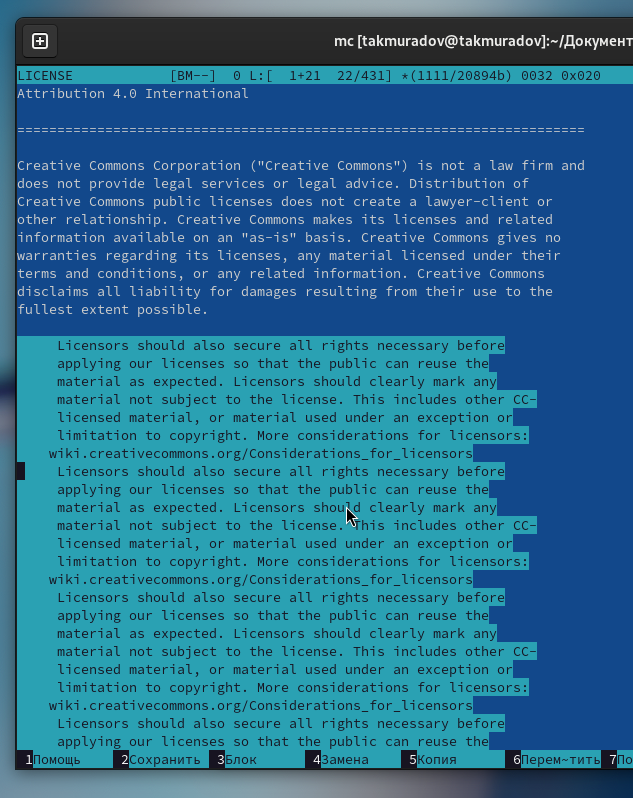 mc [takmuradov@takmuradov]:~/Документ
LICENSE [BM--] 0 L:[ 1+21 22/431] *(1111/20894b) 0032 0x020
Attribution 4.0 International
=======================================================================
Creative Commons Corporation ("Creative Commons") is not a law firm and
does not provide legal services or legal advice. Distribution of
Creative Commons public licenses does not create a lawyer-client or
other relationship. Creative Commons makes its licenses and related
information available on an "as-is" basis. Creative Commons gives no
warranties regarding its licenses, any material licensed under their
terms and conditions, or any related information. Creative Commons
disclaims all liability for damages resulting from their use to the
fullest extent possible.
Licensors should also secure all rights necessary before
applying our licenses so that the public can reuse the
material as expected. Licensors should clearly mark any
material not subject to the license. This includes other CC-
licensed material, or material used under an exception or
limitation to copyright. More considerations for licensors:
wiki.creativecommons.org/Considerations_for_licensors
Licensors should also secure all rights necessary before
applying our licenses so that the public can reuse the
material as expected. Licensors should clearly mark any
material not subject to the license. This includes other CC-
licensed material, or material used under an exception or
limitation to copyright. More considerations for licensors:
wiki.creativecommons.org/Considerations_for_licensors
Licensors should also secure all rights necessary before
applying our licenses so that the public can reuse the
material as expected. Licensors should clearly mark any
material not subject to the license. This includes other CC-
licensed material, or material used under an exception or
limitation to copyright. More considerations for licensors:
wiki.creativecommons.org/Considerations_for_licensors
Licensors should also secure all rights necessary before
applying our licenses so that the public can reuse the
1Помощь 2Сохранить 3Блок 4Замена 5Копия 6Перем~тить 7По